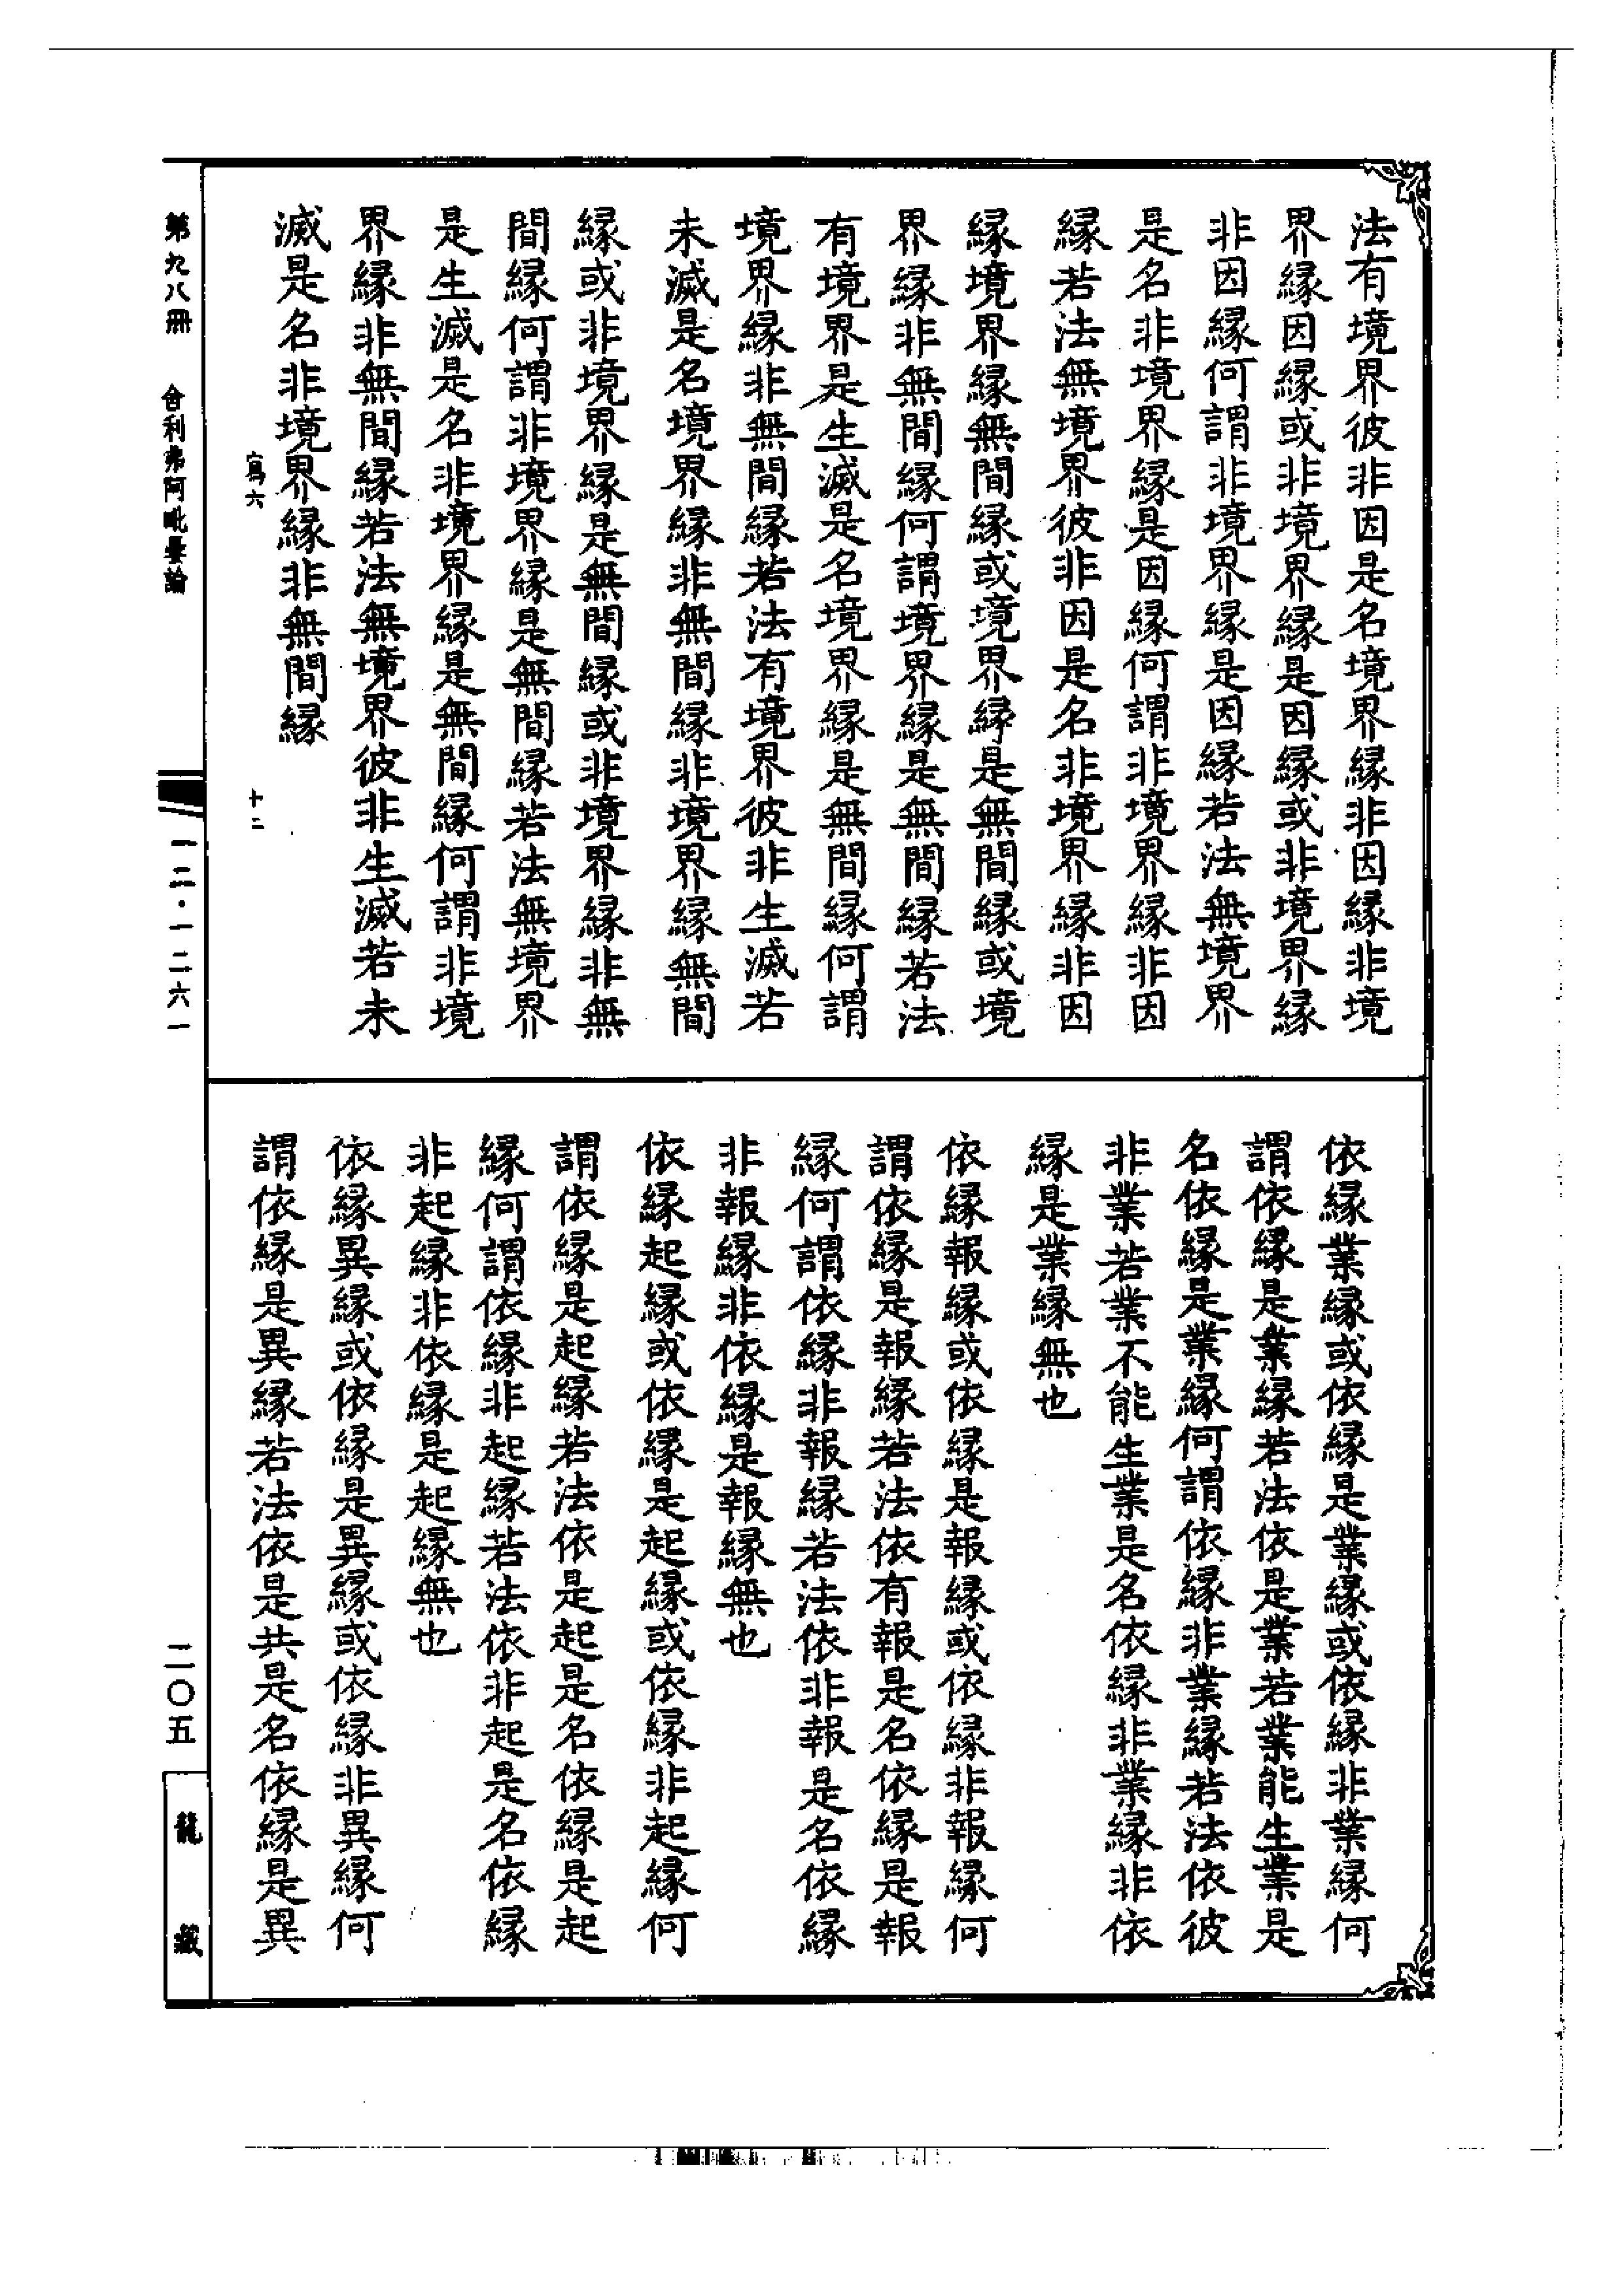 法有境界彼非因是名境界緣非因緣非境
界緣因緣或非境界緣是因緣或非境界緣
非因緣何謂非境界緣是因緣若法無境界
是名非境界緣是因緣何謂非境界緣非因
緣若法無境界彼非因是名非境界緣非因
緣境界緣無間緣或境界緣是無間緣或境
界緣非無間緣何謂境界緣是無間緣若法
有境界是生滅是名境界緣是無間緣何謂
境界緣非無間緣若法有境界彼非生滅若
未滅是名境界緣非無間緣非境界緣無間
緣或非境界緣是無間緣或非境界緣非無
間緣何謂非境界緣是無間緣若法無境界
是生滅是名非境界緣是無間緣何謂非境
界緣非無間緣若法無境界彼非生滅若未
滅是名非境界緣非無間緣
寫六 十二
依緣業緣或依緣是業緣或依緣非業緣何
謂依緣是業緣若法依是業若業能生業是
名依緣是業緣何謂依緣非業緣若法依彼
非業若業不能生業是名依緣非業緣非依
緣是業緣無也
依緣報緣或依緣是報緣或依緣非報緣何
謂依緣是報緣若法依有報是名依緣是報
緣何謂依緣非報緣若法依非報是名依緣
非報緣非依緣是報緣無也
依緣起緣或依緣是起緣或依緣非起緣何
謂依緣是起緣若法依是起是名依緣是起
緣何謂依緣非起緣若法依非起是名依緣
非起緣非依緣是起緣無也
依緣異緣或依緣是異緣或依緣非異緣何
謂依緣是異緣若法依是共是名依緣是異
第九八冊 舍利弗阿毗曇論 一二·一二六一 二〇五 龍藏